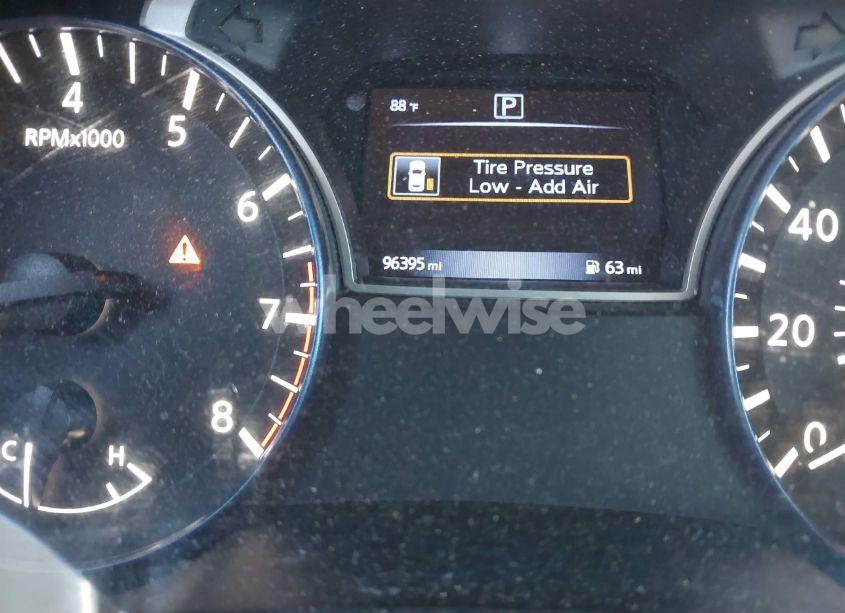 88 °F
P
Tire Pressure
Low - Add Air
96395 mi
63 mi
4
5
RPMx1000
6
7
8
C
H
40
20
0
wheelwise